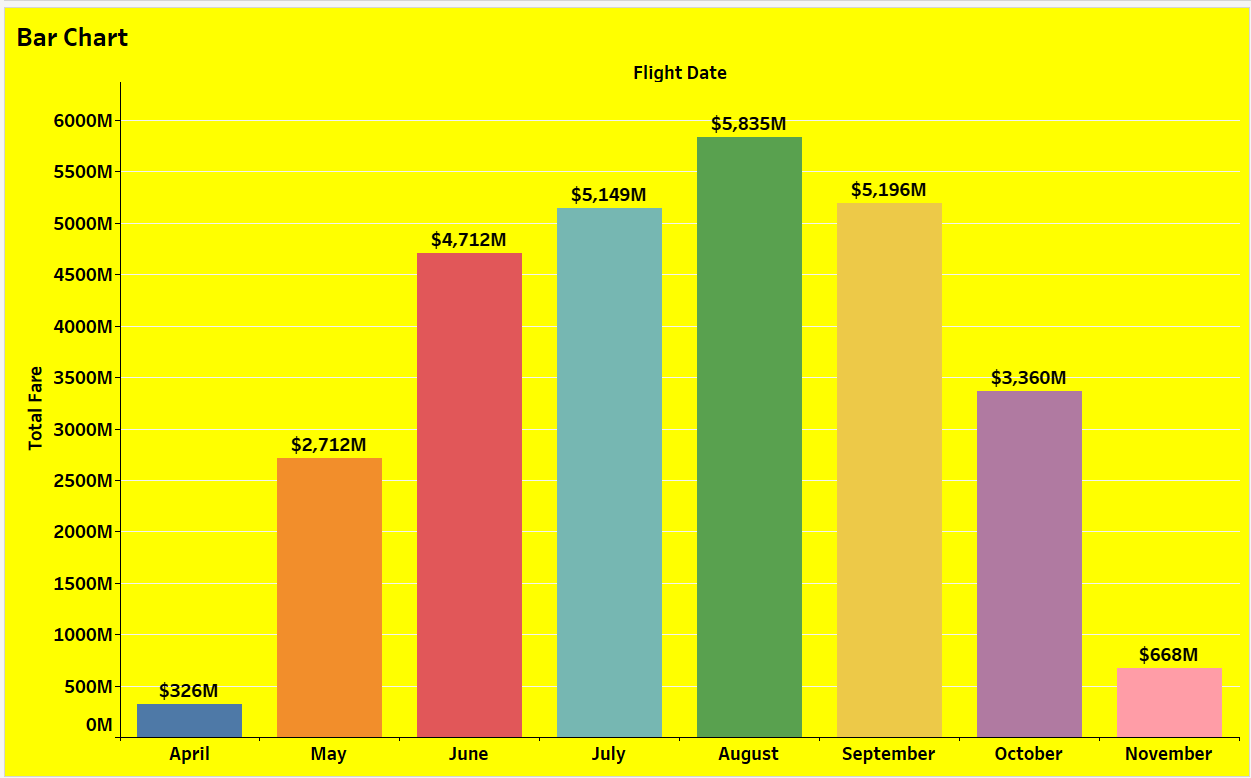 Bar Chart
Flight Date
Total Fare
6000M
5500M
5000M
4500M
4000M
3500M
3000M
2500M
2000M
1500M
1000M
500M
0M
$326M
$2,712M
$4,712M
$5,149M
$5,835M
$5,196M
$3,360M
$668M
April
May
June
July
August
September
October
November